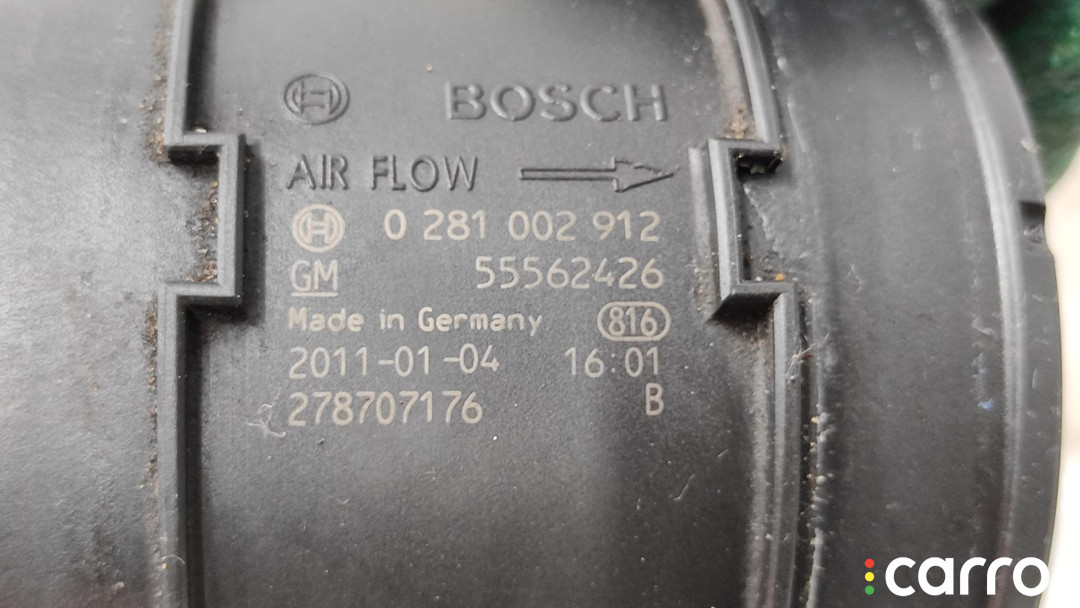 BOSCH
AIR FLOW
0 281 002 912
GM 55562426
Made in Germany 816
2011-01-04 16:01
278707176 B
carro